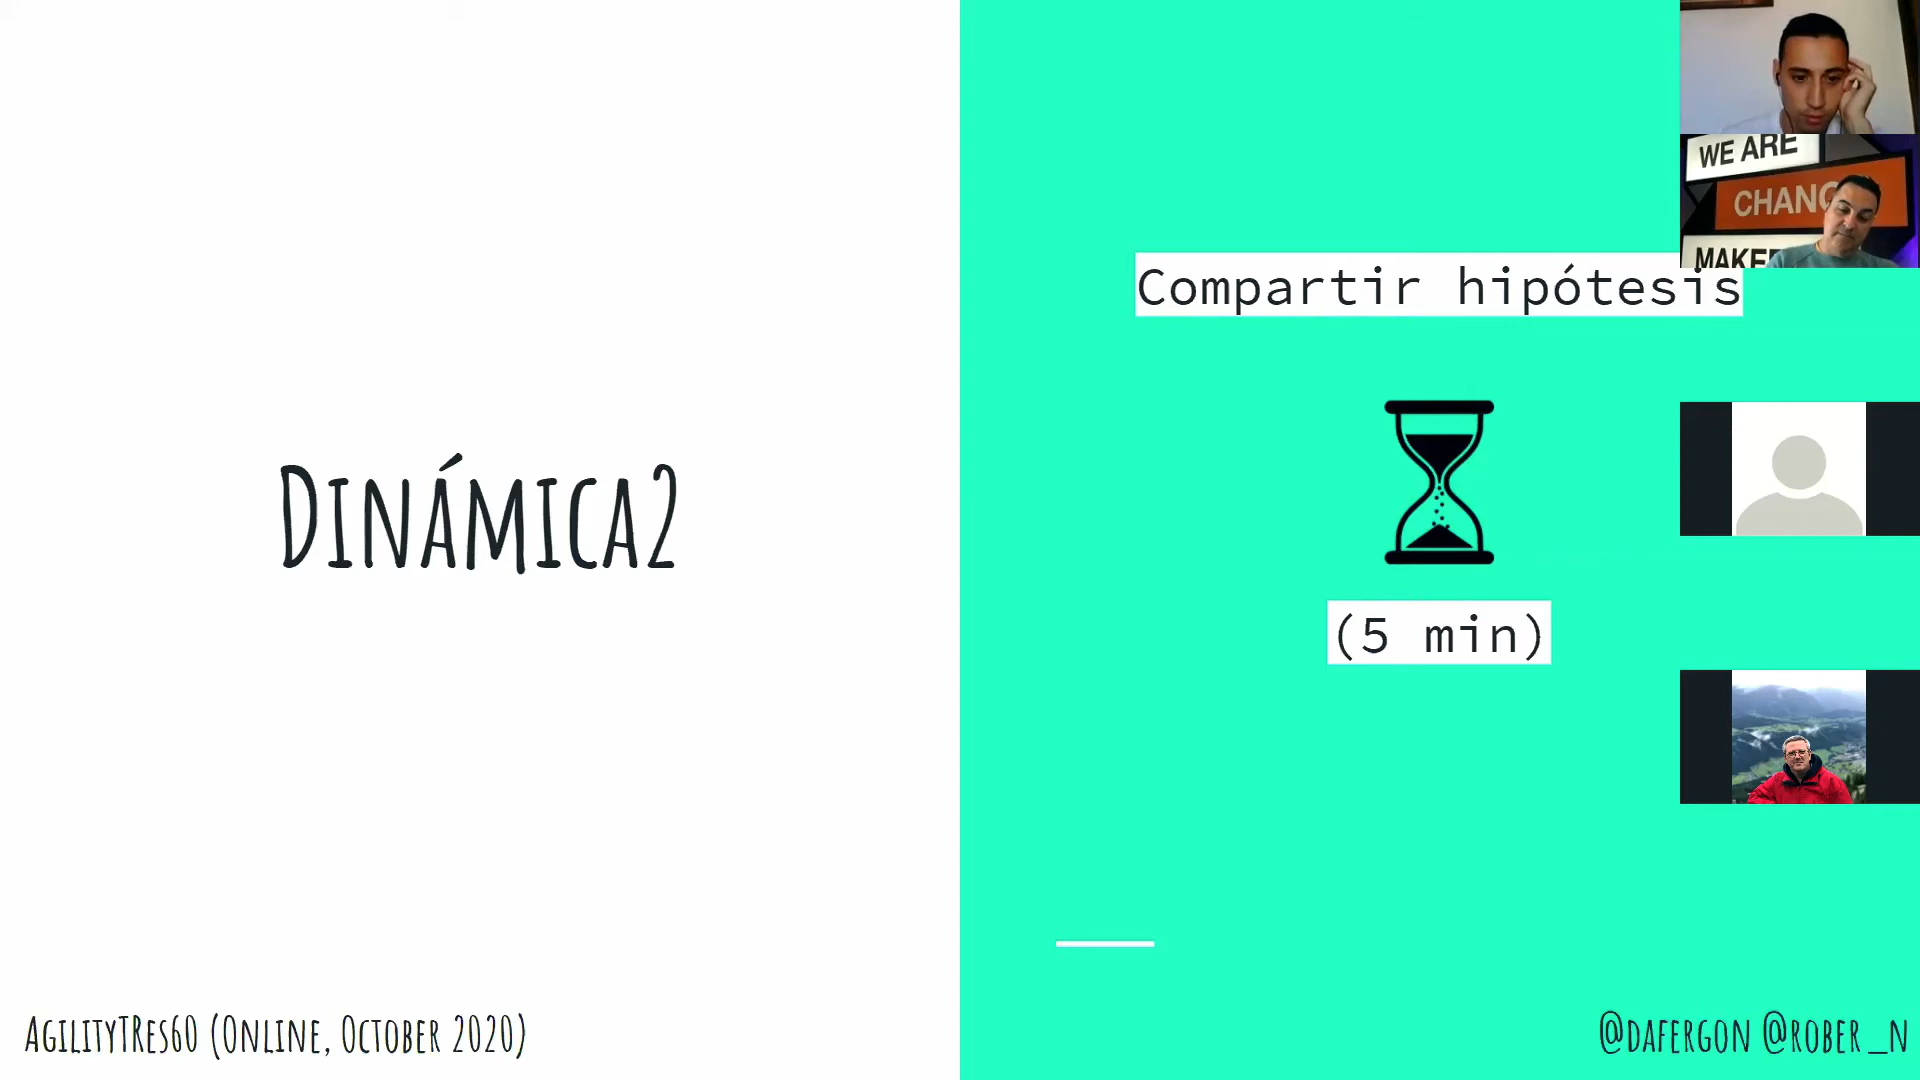 WE ARE
CHANG
MAKE
Compartir hipótesis
Dinámica2
(5 min)
AgilityTRes60 (Online, October 2020)
@dafergon @rober_n